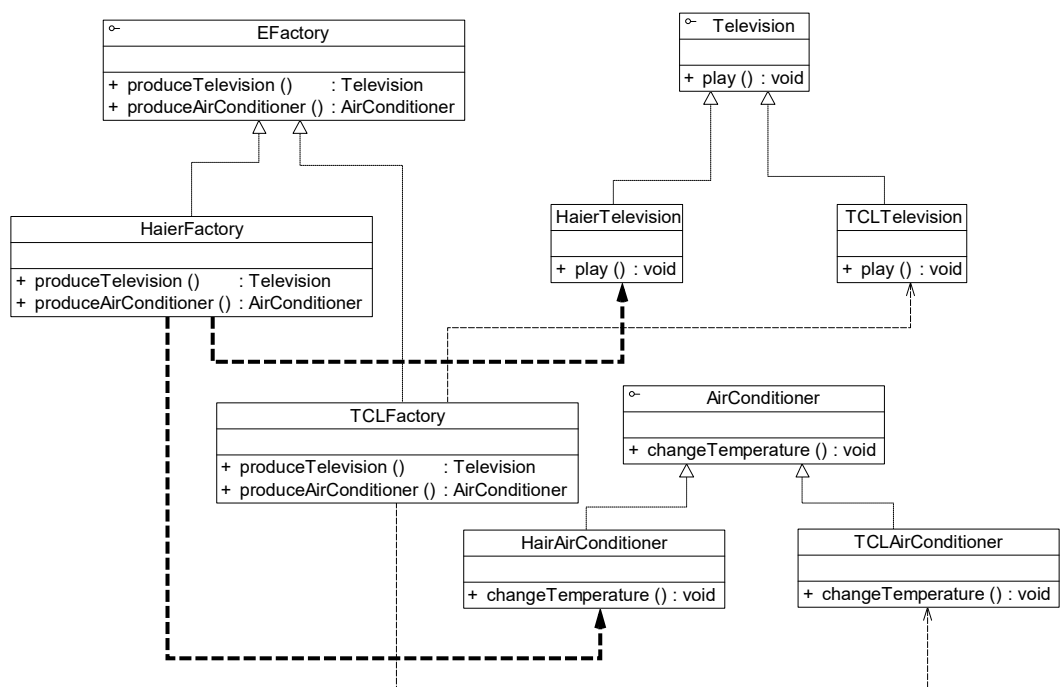 EFactory
+ produceTelevision () : Television
+ produceAirConditioner () : AirConditioner
Television
+ play () : void
HaierFactory
+ produceTelevision () : Television
+ produceAirConditioner () : AirConditioner
HaierTelevision
+ play () : void
TCLTelevision
+ play () : void
TCLFactory
+ produceTelevision () : Television
+ produceAirConditioner () : AirConditioner
AirConditioner
+ changeTemperature () : void
HairAirConditioner
+ changeTemperature () : void
TCLAirConditioner
+ changeTemperature () : void